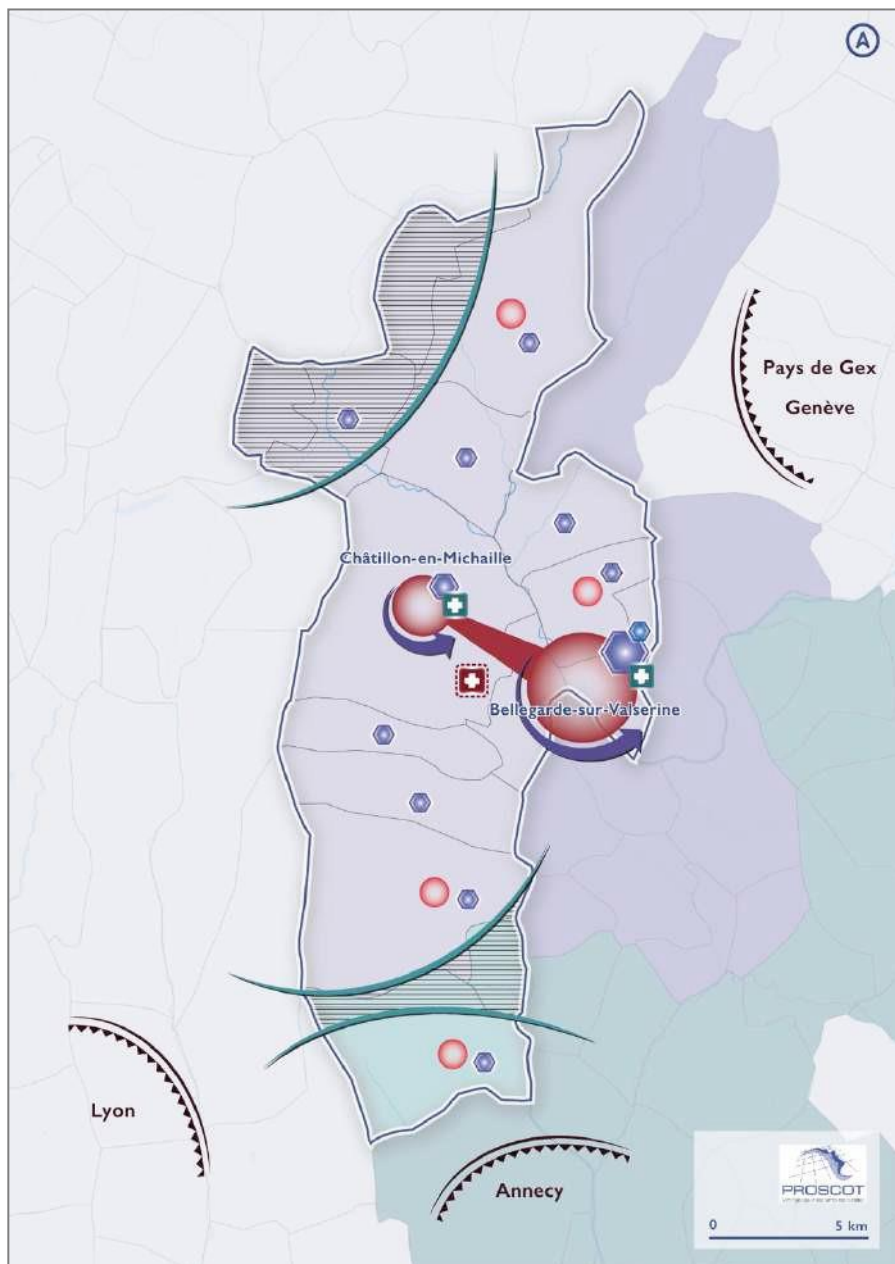 A
Pays de Gex
Genève
Châtillon-en-Michaille
Bellegarde-sur-Valserine
Lyon
Annecy
PROSCOT
0 5 km